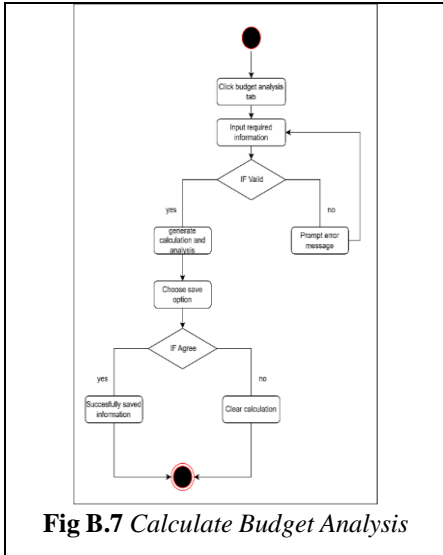 Click budget analysis
tab
Input required
information
IF Valid
yes
no
generate
calculation and
analysis
Prompt error
message
Choose save
option
IF Agree
yes
no
Succesfully saved
information
Clear calculation
Fig B.7 Calculate Budget Analysis